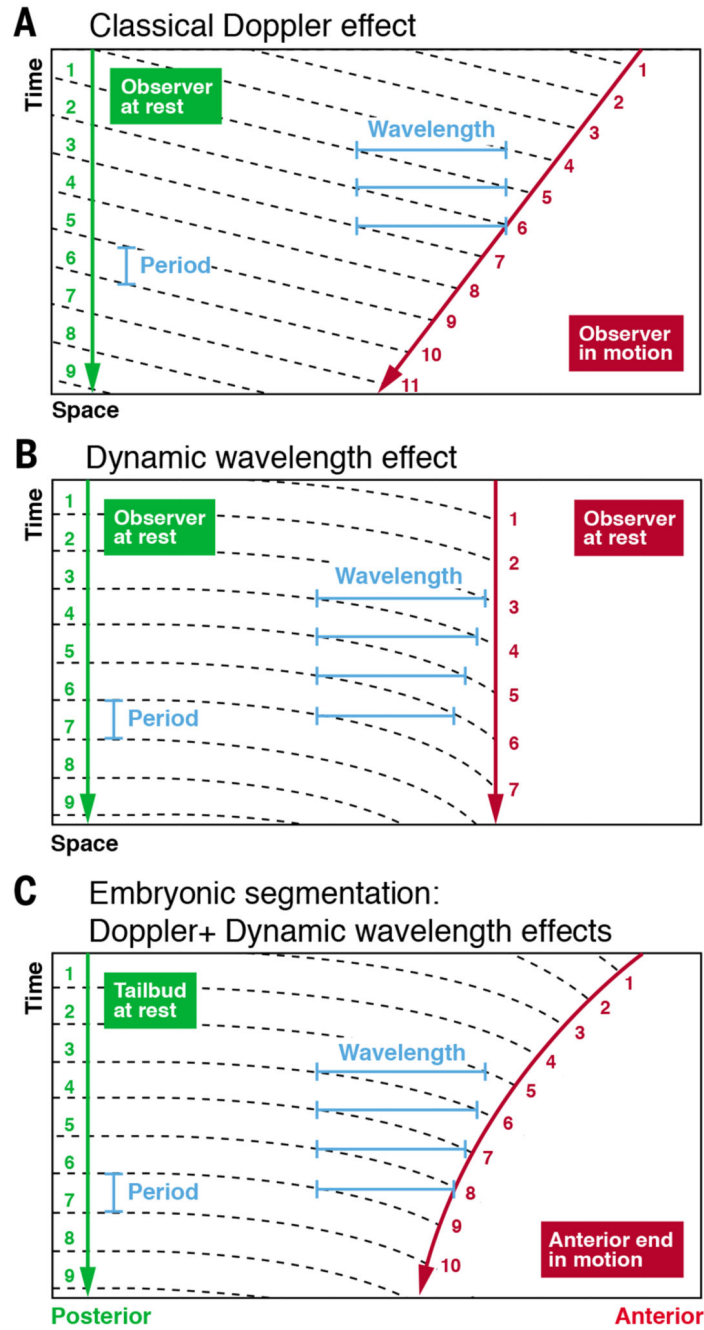 A Classical Doppler effect
Time
1
2
3
4
5
6
7
8
9
Observer
at rest
Wavelength
Period
1
2
3
4
5
6
7
8
9
10
11
Observer
in motion
Space
B Dynamic wavelength effect
Time
1
2
3
4
5
6
7
8
9
Observer
at rest
Wavelength
Period
1
2
3
4
5
6
7
Observer
at rest
Space
C Embryonic segmentation:
Doppler+ Dynamic wavelength effects
Time
1
2
3
4
5
6
7
8
9
Tailbud
at rest
Wavelength
Period
1
2
3
4
5
6
7
8
9
10
Anterior end
in motion
Posterior
Anterior